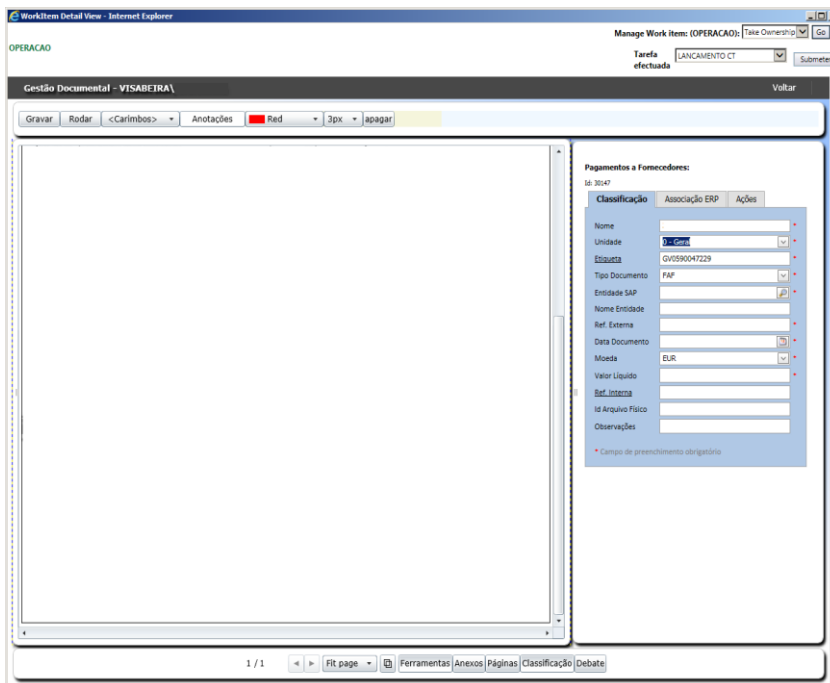 WorkItem Detail View - Internet Explorer
Manage Work item: (OPERACAO): Take Ownership Go
OPERACAO
Tarefa efectuada LANCAMENTO CT Submeter
Gestão Documental - VISABEIRA\ Voltar
Gravar Rodar <Carimbos> Anotações Red 3px apagar
Pagamentos a Fornecedores:
Id: 30147
Classificação Associação ERP Ações
Nome *
Unidade 0 - Geral *
Etiqueta GV0590047229 *
Tipo Documento FAF *
Entidade SAP *
Nome Entidade
Ref. Externa *
Data Documento *
Moeda EUR *
Valor Líquido *
Ref. Interna
Id Arquivo Físico
Observações
* Campo de preenchimento obrigatório
1 / 1 Fit page Ferramentas Anexos Páginas Classificação Debate